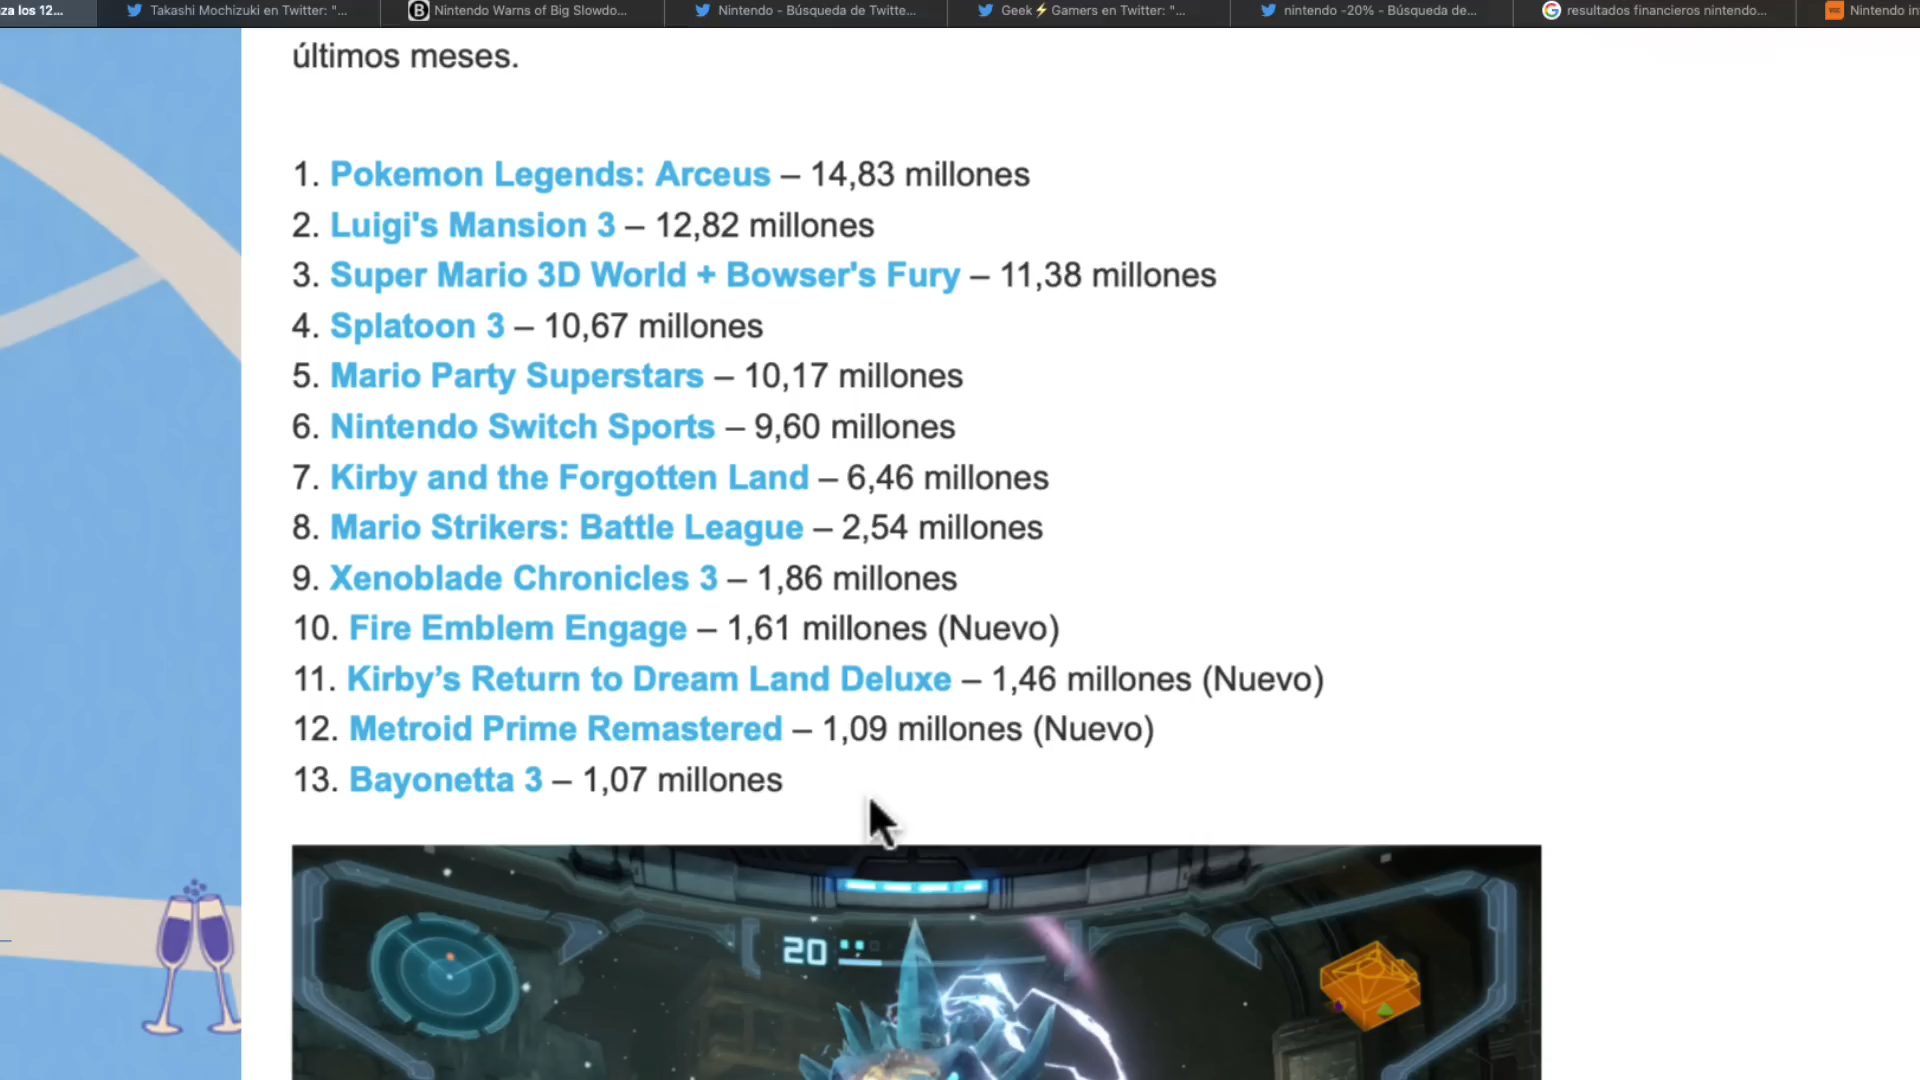 za los 12...
Takashi Mochizuki en Twitter: "...
Nintendo Warns of Big Slowdo...
Nintendo - Búsqueda de Twitte...
Geek⚡Gamers en Twitter: "...
nintendo -20% - Búsqueda de...
resultados financieros nintendo...
Nintendo in
últimos meses.
1. Pokemon Legends: Arceus – 14,83 millones
2. Luigi's Mansion 3 – 12,82 millones
3. Super Mario 3D World + Bowser's Fury – 11,38 millones
4. Splatoon 3 – 10,67 millones
5. Mario Party Superstars – 10,17 millones
6. Nintendo Switch Sports – 9,60 millones
7. Kirby and the Forgotten Land – 6,46 millones
8. Mario Strikers: Battle League – 2,54 millones
9. Xenoblade Chronicles 3 – 1,86 millones
10. Fire Emblem Engage – 1,61 millones (Nuevo)
11. Kirby’s Return to Dream Land Deluxe – 1,46 millones (Nuevo)
12. Metroid Prime Remastered – 1,09 millones (Nuevo)
13. Bayonetta 3 – 1,07 millones
20